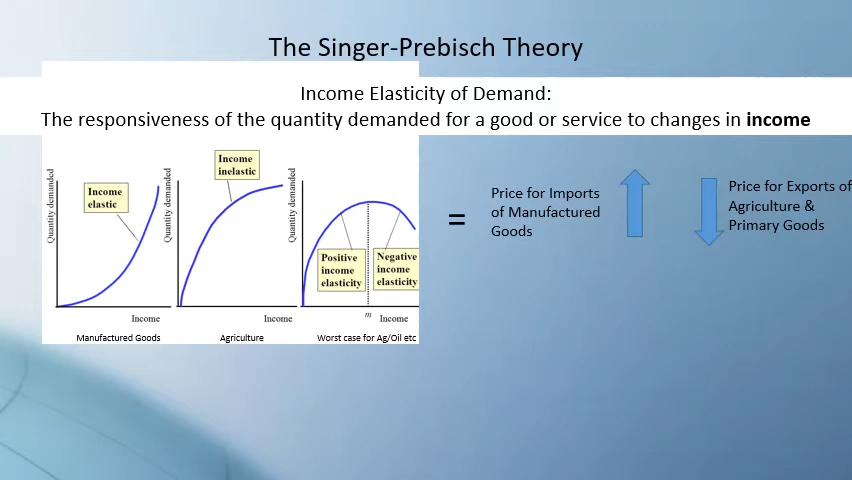 The Singer-Prebisch Theory
Income Elasticity of Demand:
The responsiveness of the quantity demanded for a good or service to changes in income
Quantity demanded
Income
elastic
Income
Manufactured Goods
Quantity demanded
Income
inelastic
Income
Agriculture
Quantity demanded
Positive
income
elasticity
Negative
income
elasticity
m
Income
Worst case for Ag/Oil etc
=
Price for Imports
of Manufactured
Goods
Price for Exports of
Agriculture &
Primary Goods